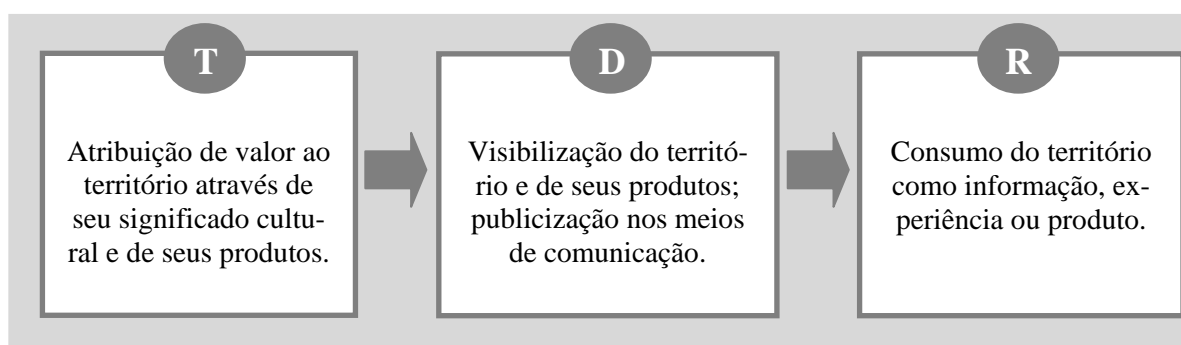 T
Atribuição de valor ao
território através de
seu significado cultu-
ral e de seus produtos.
D
Visibilização do territó-
rio e de seus produtos;
publicização nos meios
de comunicação.
R
Consumo do território
como informação, ex-
periência ou produto.